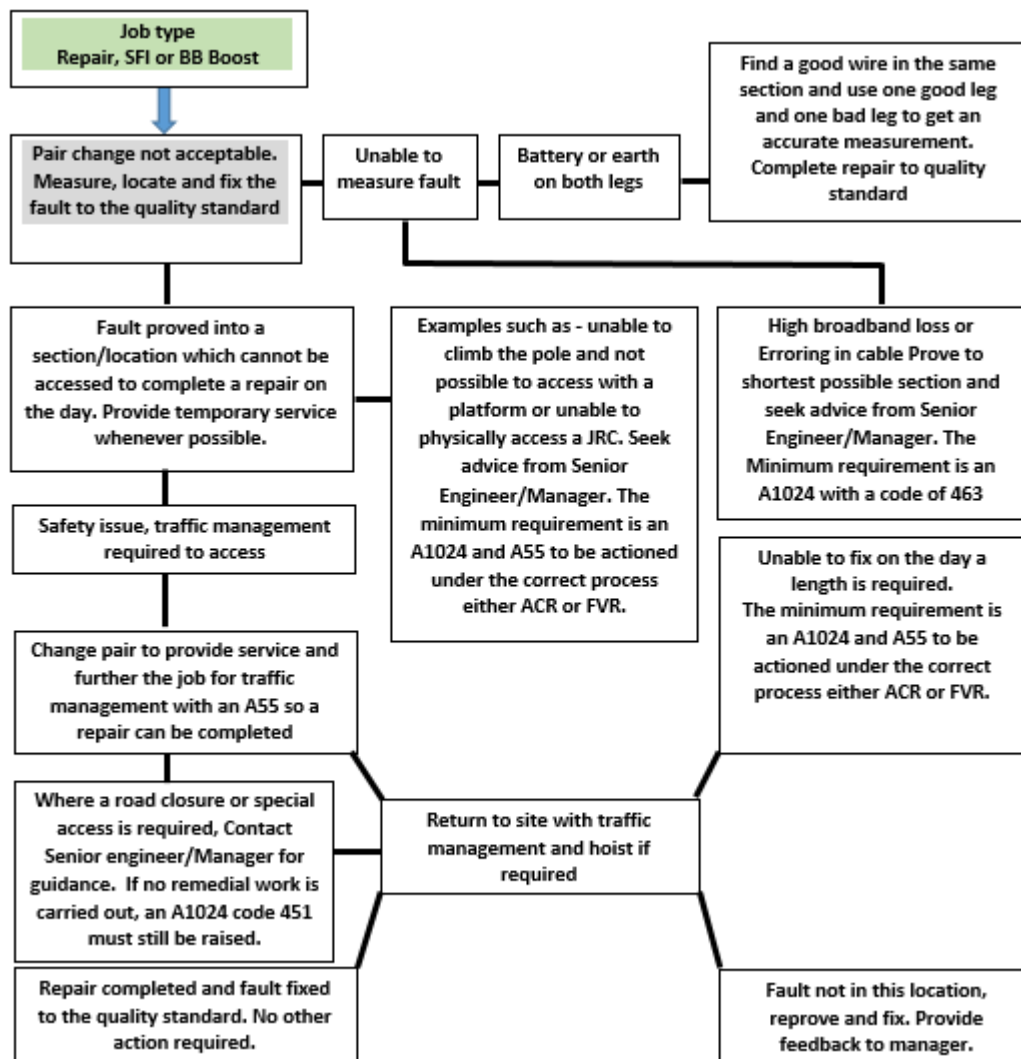 Job type
Repair, SFI or BB Boost
Pair change not acceptable.
Measure, locate and fix the
fault to the quality standard
Unable to
measure fault
Battery or earth
on both legs
Find a good wire in the same
section and use one good leg
and one bad leg to get an
accurate measurement.
Complete repair to quality
standard
Fault proved into a
section/location which cannot be
accessed to complete a repair on
the day. Provide temporary service
whenever possible.
Examples such as - unable to
climb the pole and not
possible to access with a
platform or unable to
physically access a JRC. Seek
advice from Senior
Engineer/Manager. The
minimum requirement is an
A1024 and A55 to be actioned
under the correct process
either ACR or FVR.
High broadband loss or
Erroring in cable Prove to
shortest possible section and
seek advice from Senior
Engineer/Manager. The
Minimum requirement is an
A1024 with a code of 463
Safety issue, traffic management
required to access
Unable to fix on the day a
length is required.
The minimum requirement is
an A1024 and A55 to be
actioned under the correct
process either ACR or FVR.
Change pair to provide service and
further the job for traffic
management with an A55 so a
repair can be completed
Where a road closure or special
access is required, Contact
Senior engineer/Manager for
guidance. If no remedial work is
carried out, an A1024 code 451
must still be raised.
Return to site with traffic
management and hoist if
required
Repair completed and fault fixed
to the quality standard. No other
action required.
Fault not in this location,
reprove and fix. Provide
feedback to manager.